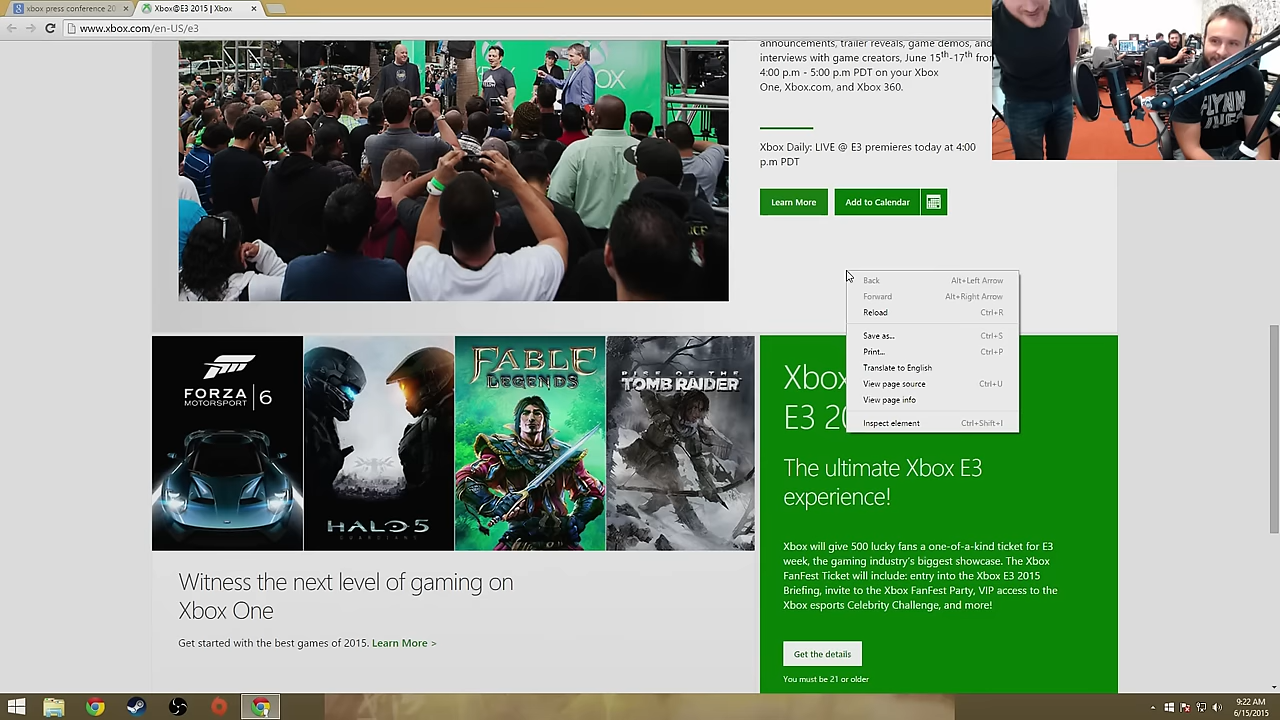 xbox press conference 20
Xbox@E3 2015 | Xbox
www.xbox.com/en-US/e3
announcements, trailer reveals, game demos, and
interviews with game creators, June 15th-17th from
4:00 p.m - 5:00 p.m PDT on your Xbox
One, Xbox.com, and Xbox 360.
XBOX
Xbox Daily: LIVE @ E3 premieres today at 4:00
p.m PDT
Learn More
Add to Calendar
Back Alt+Left Arrow
Forward Alt+Right Arrow
Reload Ctrl+R
Save as... Ctrl+S
Print... Ctrl+P
Translate to English
View page source Ctrl+U
View page info
Inspect element Ctrl+Shift+I
FORZA
MOTORSPORT 6
HALO 5
GUARDIANS
FABLE
LEGENDS
RISE OF THE
TOMB RAIDER
Xbox
E3 20
The ultimate Xbox E3
experience!
Xbox will give 500 lucky fans a one-of-a-kind ticket for E3
week, the gaming industry's biggest showcase. The Xbox
FanFest Ticket will include: entry into the Xbox E3 2015
Briefing, invite to the Xbox FanFest Party, VIP access to the
Xbox esports Celebrity Challenge, and more!
Get the details
You must be 21 or older
Witness the next level of gaming on
Xbox One
Get started with the best games of 2015. Learn More >
9:22 AM
6/15/2015